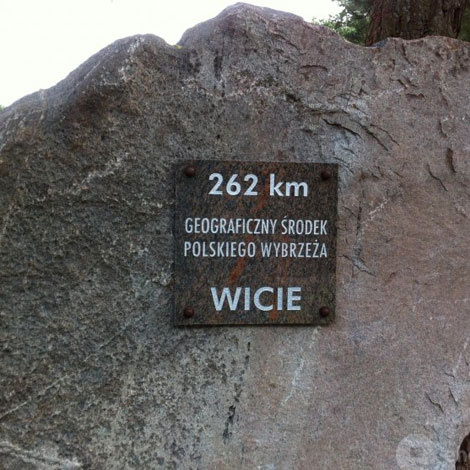 262 km
GEOGRAFICZNY ŚRODEK
POLSKIEGO WYBRZEŻA
WICIE